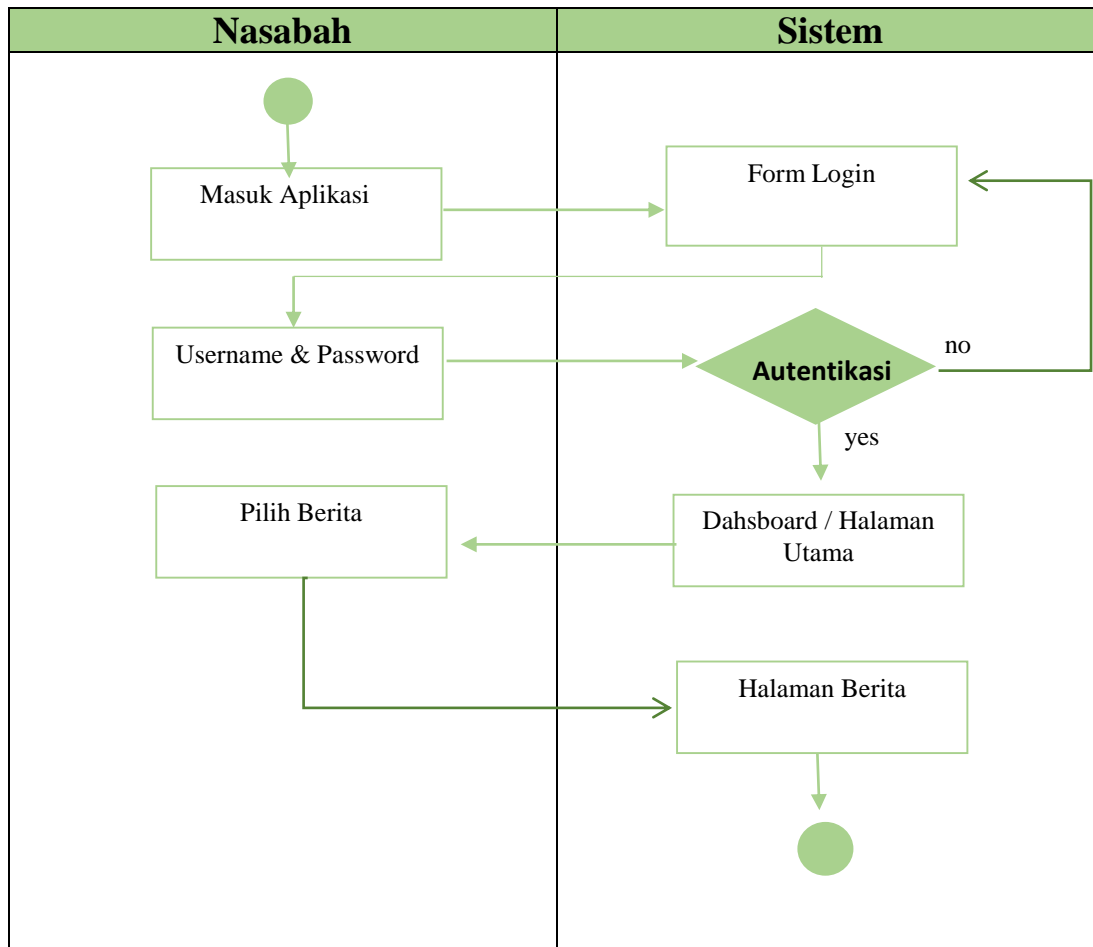 Nasabah
Sistem
Masuk Aplikasi
Form Login
Username & Password
Autentikasi
no
yes
Pilih Berita
Dahsboard / Halaman
Utama
Halaman Berita